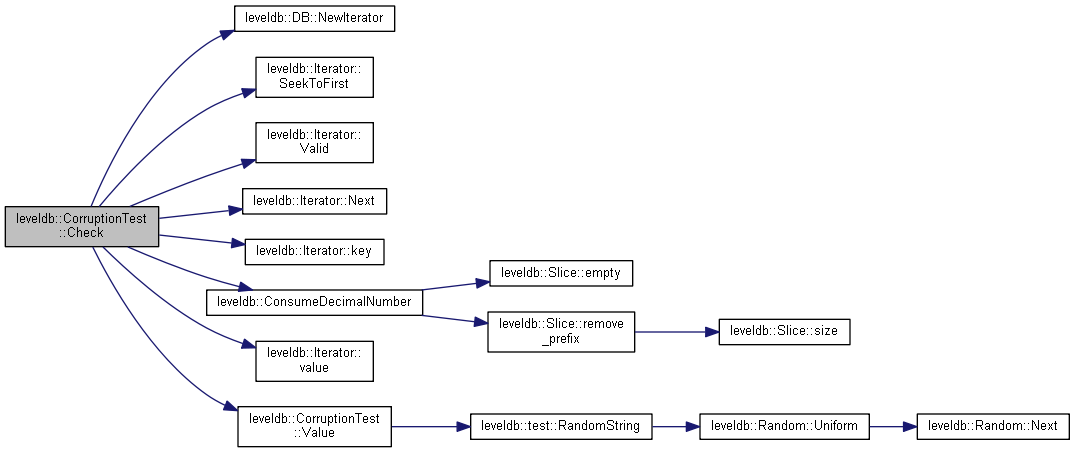 leveldb::DB::NewIterator
leveldb::Iterator::
SeekToFirst
leveldb::Iterator::
Valid
leveldb::Iterator::Next
leveldb::CorruptionTest
::Check
leveldb::Iterator::key
leveldb::ConsumeDecimalNumber
leveldb::Slice::empty
leveldb::Slice::remove
_prefix
leveldb::Slice::size
leveldb::Iterator::
value
leveldb::CorruptionTest
::Value
leveldb::test::RandomString
leveldb::Random::Uniform
leveldb::Random::Next